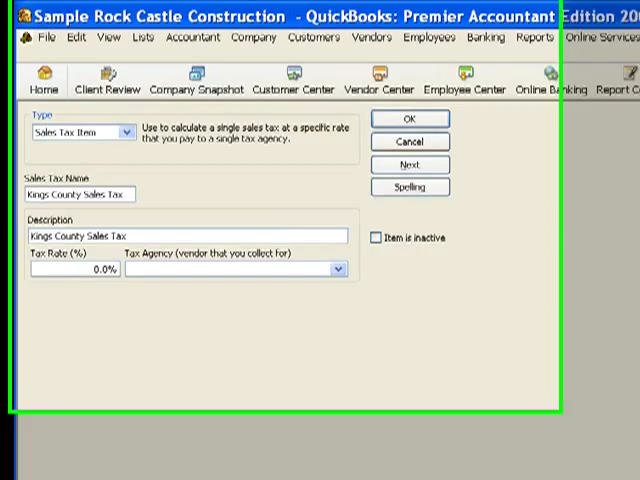 Sample Rock Castle Construction - QuickBooks: Premier Accountant Edition 20
File Edit View Lists Accountant Company Customers Vendors Employees Banking Reports Online Services
Home Client Review Company Snapshot Customer Center Vendor Center Employee Center Online Banking Report C
Type
Sales Tax Item
Use to calculate a single sales tax at a specific rate
that you pay to a single tax agency.
OK
Cancel
Next
Spelling
Sales Tax Name
Kings County Sales Tax
Description
Kings County Sales Tax
Item is inactive
Tax Rate (%) Tax Agency (vendor that you collect for)
0.0%